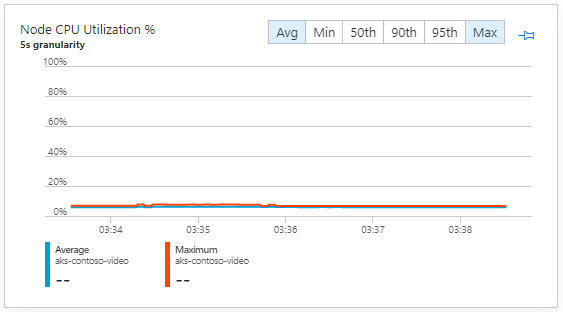 Node CPU Utilization %
5s granularity
Avg Min 50th 90th 95th Max
100%
80%
60%
40%
20%
0%
03:34 03:35 03:36 03:37 03:38
Average
aks-contoso-video
--
Maximum
aks-contoso-video
--